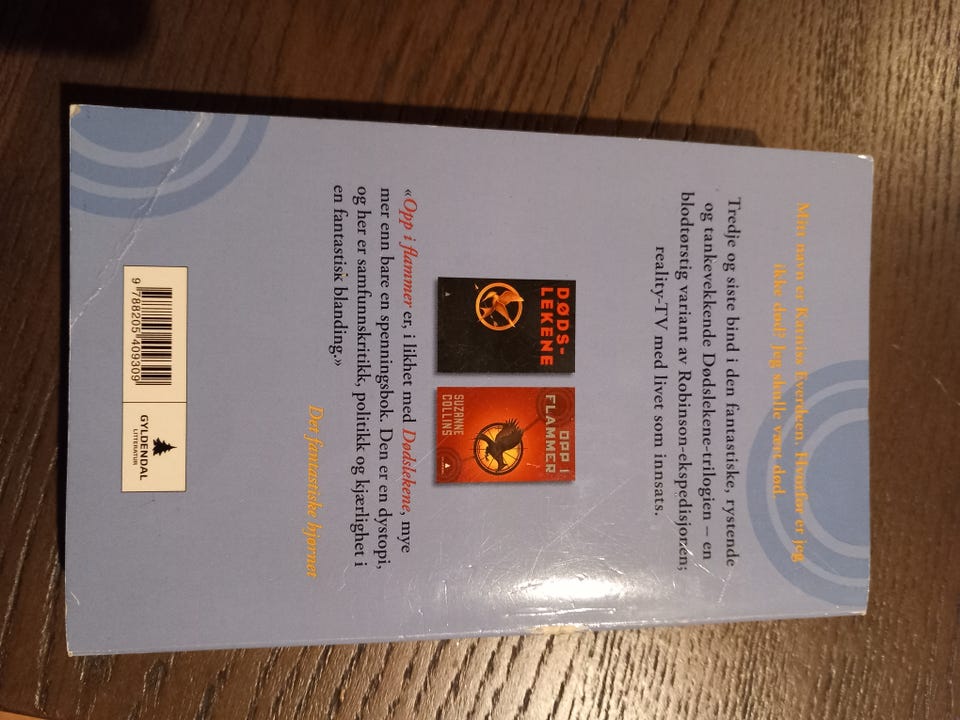 Mitt navn er Katniss Everdeen. Hvorfor er jeg
ikke død? Jeg skulle vært død.
Tredje og siste bind i den fantastiske, rystende
og tankevekkende Dødslekene-trilogien – en
blodtørstig variant av Robinson-ekspedisjonen;
reality-TV med livet som innsats.
DØDS-
LEKENE
OPP I
FLAMMER
SUZANNE
COLLINS
«Opp i flammer er, i likhet med Dødslekene, mye
mer enn bare en spenningsbok. Den er en dystopi,
og her er samfunnskritikk, politikk og kjærlighet i
en fantastisk blanding.»
Det fantastiske hjørnet
9 788205 409309
GYLDENDAL
LITTERATUR